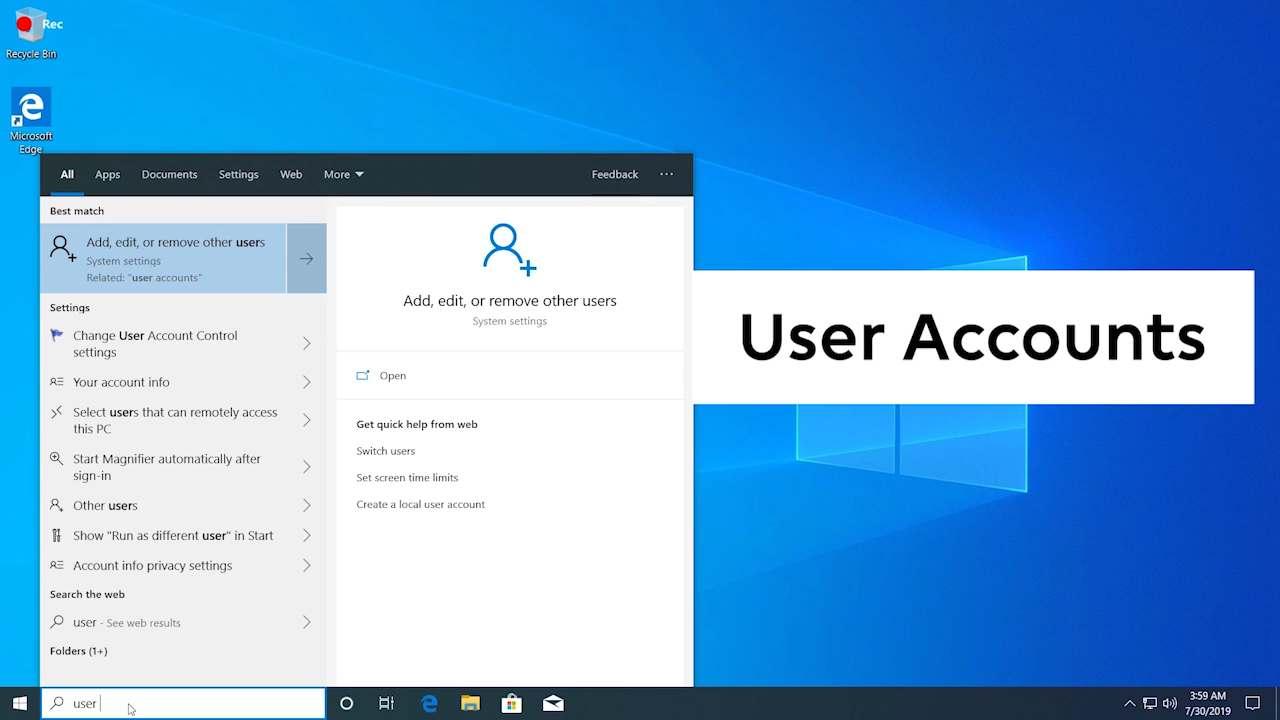 Rec
Recycle Bin
Microsoft
Edge
All Apps Documents Settings Web More Feedback ...
Best match
Add, edit, or remove other users
System settings
Related: "user accounts"
Settings
Change User Account Control
settings
Your account info
Select users that can remotely access
this PC
Start Magnifier automatically after
sign-in
Other users
Show "Run as different user" in Start
Account info privacy settings
Search the web
user - See web results
Folders (1+)
Add, edit, or remove other users
System settings
Open
Get quick help from web
Switch users
Set screen time limits
Create a local user account
User Accounts
user
3:59 AM
7/30/2019